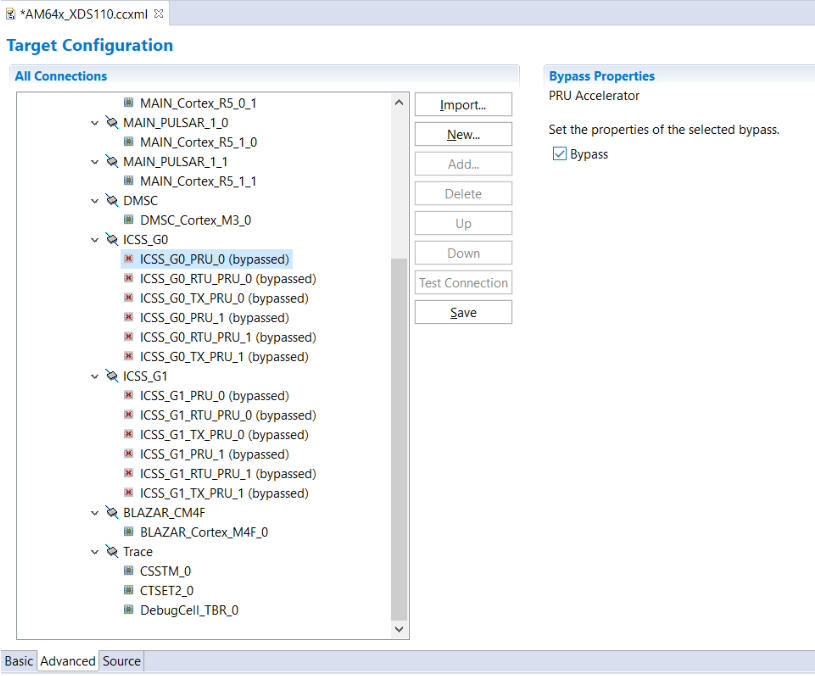 *AM64x_XDS110.ccxml
Target Configuration
All Connections
MAIN_Cortex_R5_0_1
MAIN_PULSAR_1_0
MAIN_Cortex_R5_1_0
MAIN_PULSAR_1_1
MAIN_Cortex_R5_1_1
DMSC
DMSC_Cortex_M3_0
ICSS_G0
ICSS_G0_PRU_0 (bypassed)
ICSS_G0_RTU_PRU_0 (bypassed)
ICSS_G0_TX_PRU_0 (bypassed)
ICSS_G0_PRU_1 (bypassed)
ICSS_G0_RTU_PRU_1 (bypassed)
ICSS_G0_TX_PRU_1 (bypassed)
ICSS_G1
ICSS_G1_PRU_0 (bypassed)
ICSS_G1_RTU_PRU_0 (bypassed)
ICSS_G1_TX_PRU_0 (bypassed)
ICSS_G1_PRU_1 (bypassed)
ICSS_G1_RTU_PRU_1 (bypassed)
ICSS_G1_TX_PRU_1 (bypassed)
BLAZAR_CM4F
BLAZAR_Cortex_M4F_0
Trace
CSSTM_0
CTSET2_0
DebugCell_TBR_0
Import...
New...
Add...
Delete
Up
Down
Test Connection
Save
Bypass Properties
PRU Accelerator
Set the properties of the selected bypass.
Bypass
Basic Advanced Source